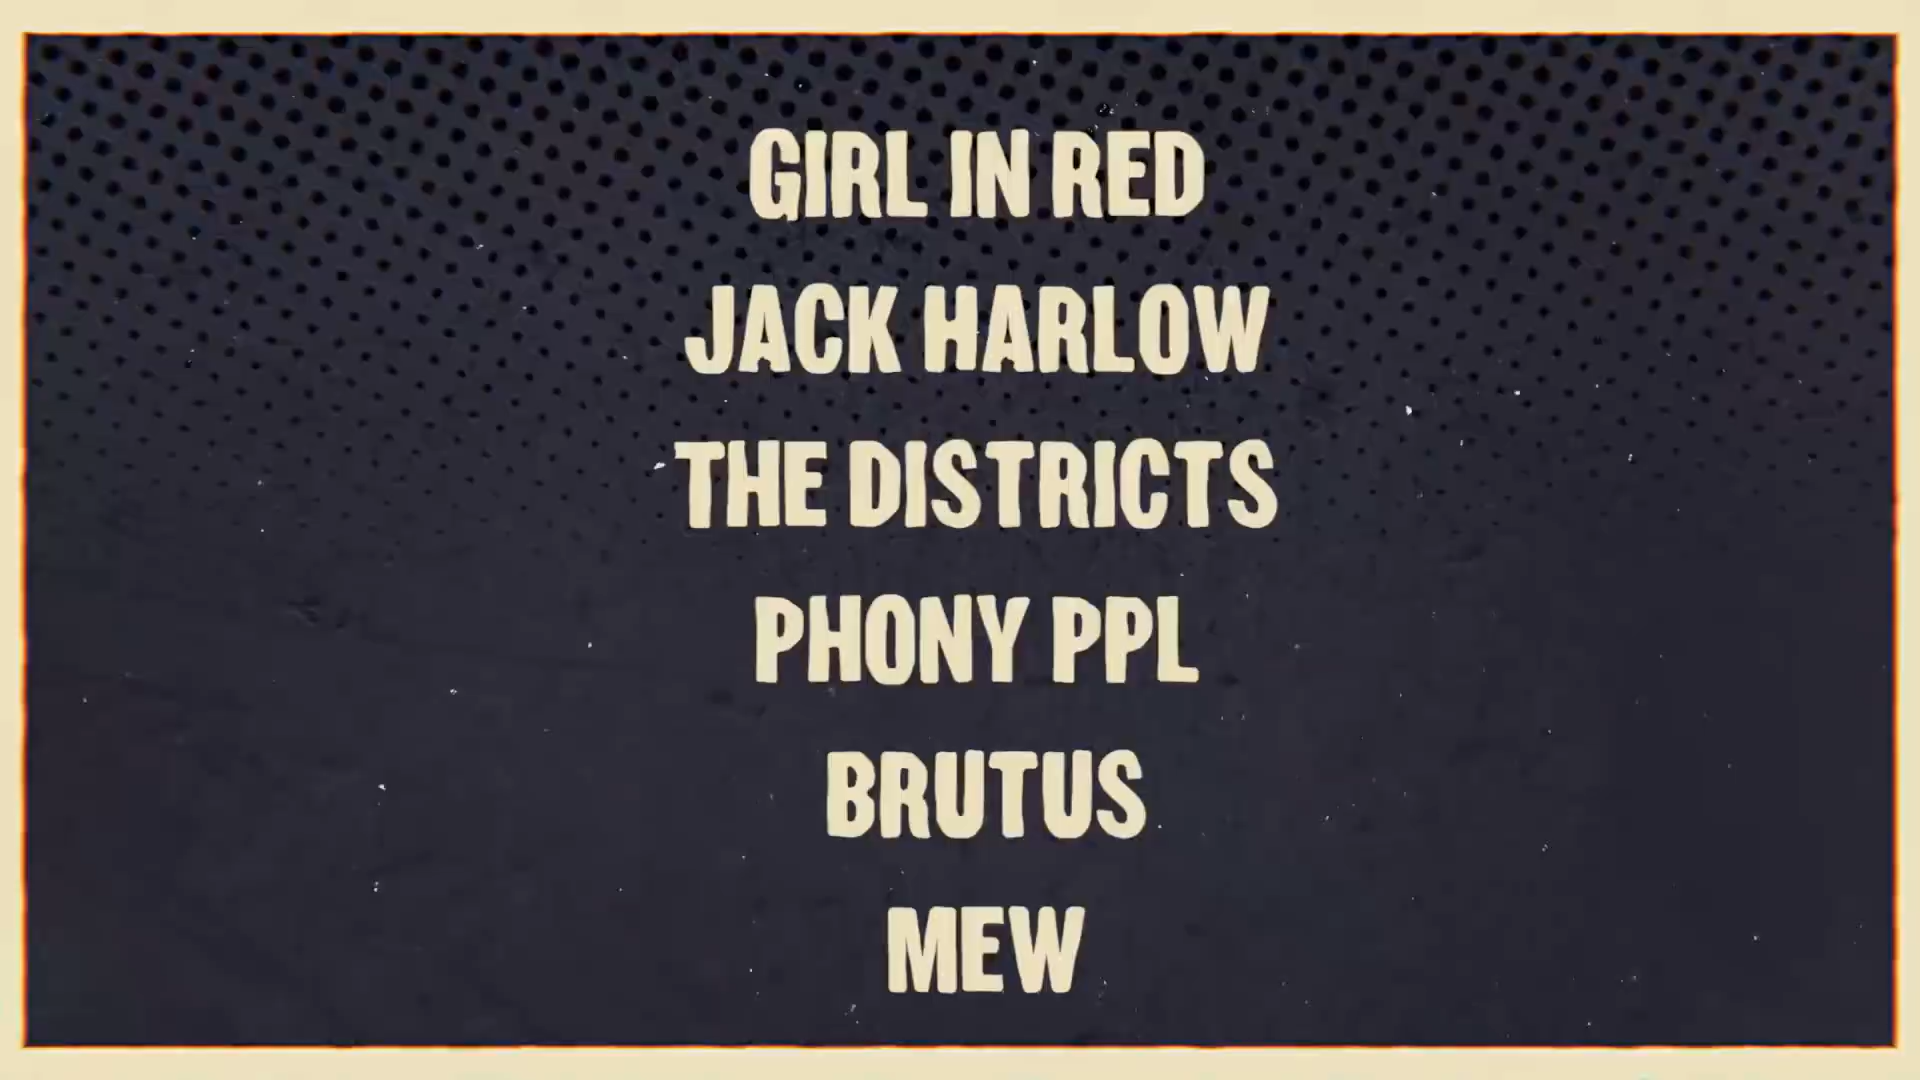 GIRL IN RED
JACK HARLOW
THE DISTRICTS
PHONY PPL
BRUTUS
MEW